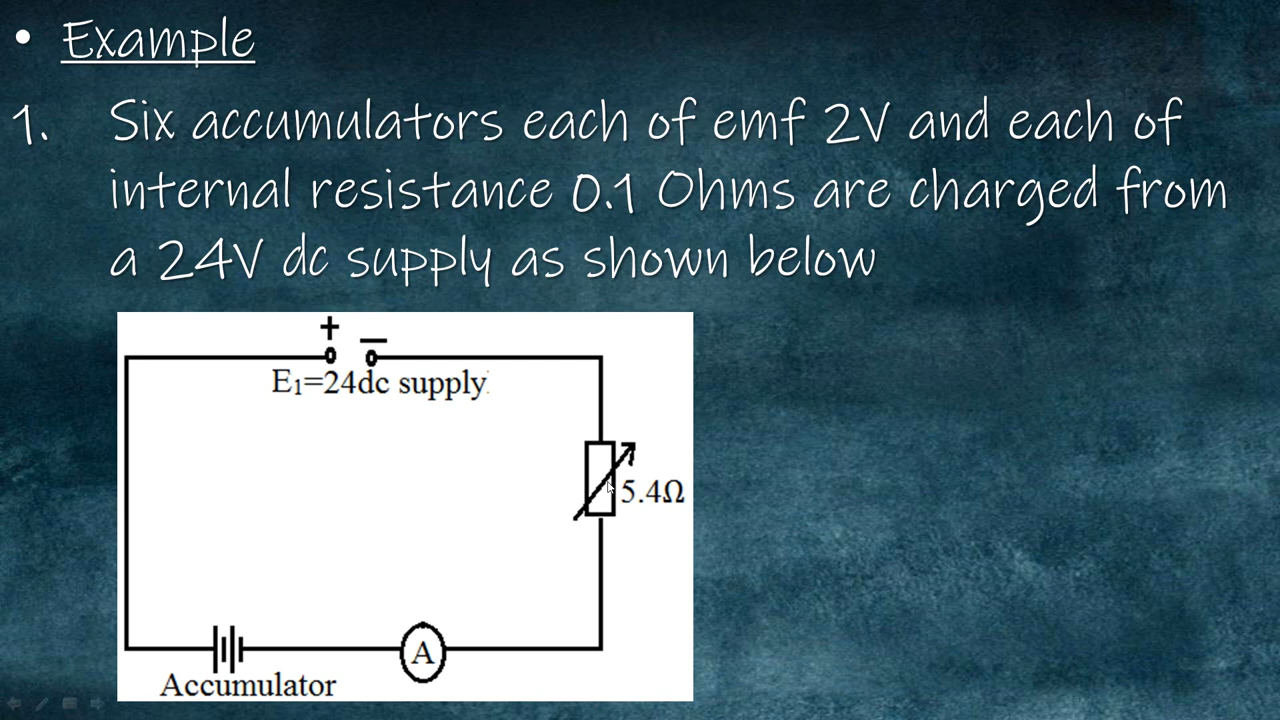 • Example
1. Six accumulators each of emf 2V and each of
internal resistance 0.1 Ohms are charged from
a 24V dc supply as shown below
+ −
E₁=24dc supply
5.4Ω
A
Accumulator